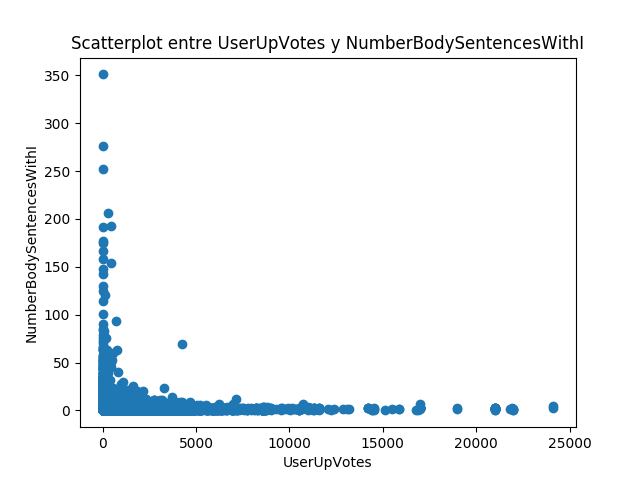 Scatterplot entre UserUpVotes y NumberBodySentencesWithI
350
300
250
200
150
100
50
0
NumberBodySentencesWithI
0 5000 10000 15000 20000 25000
UserUpVotes